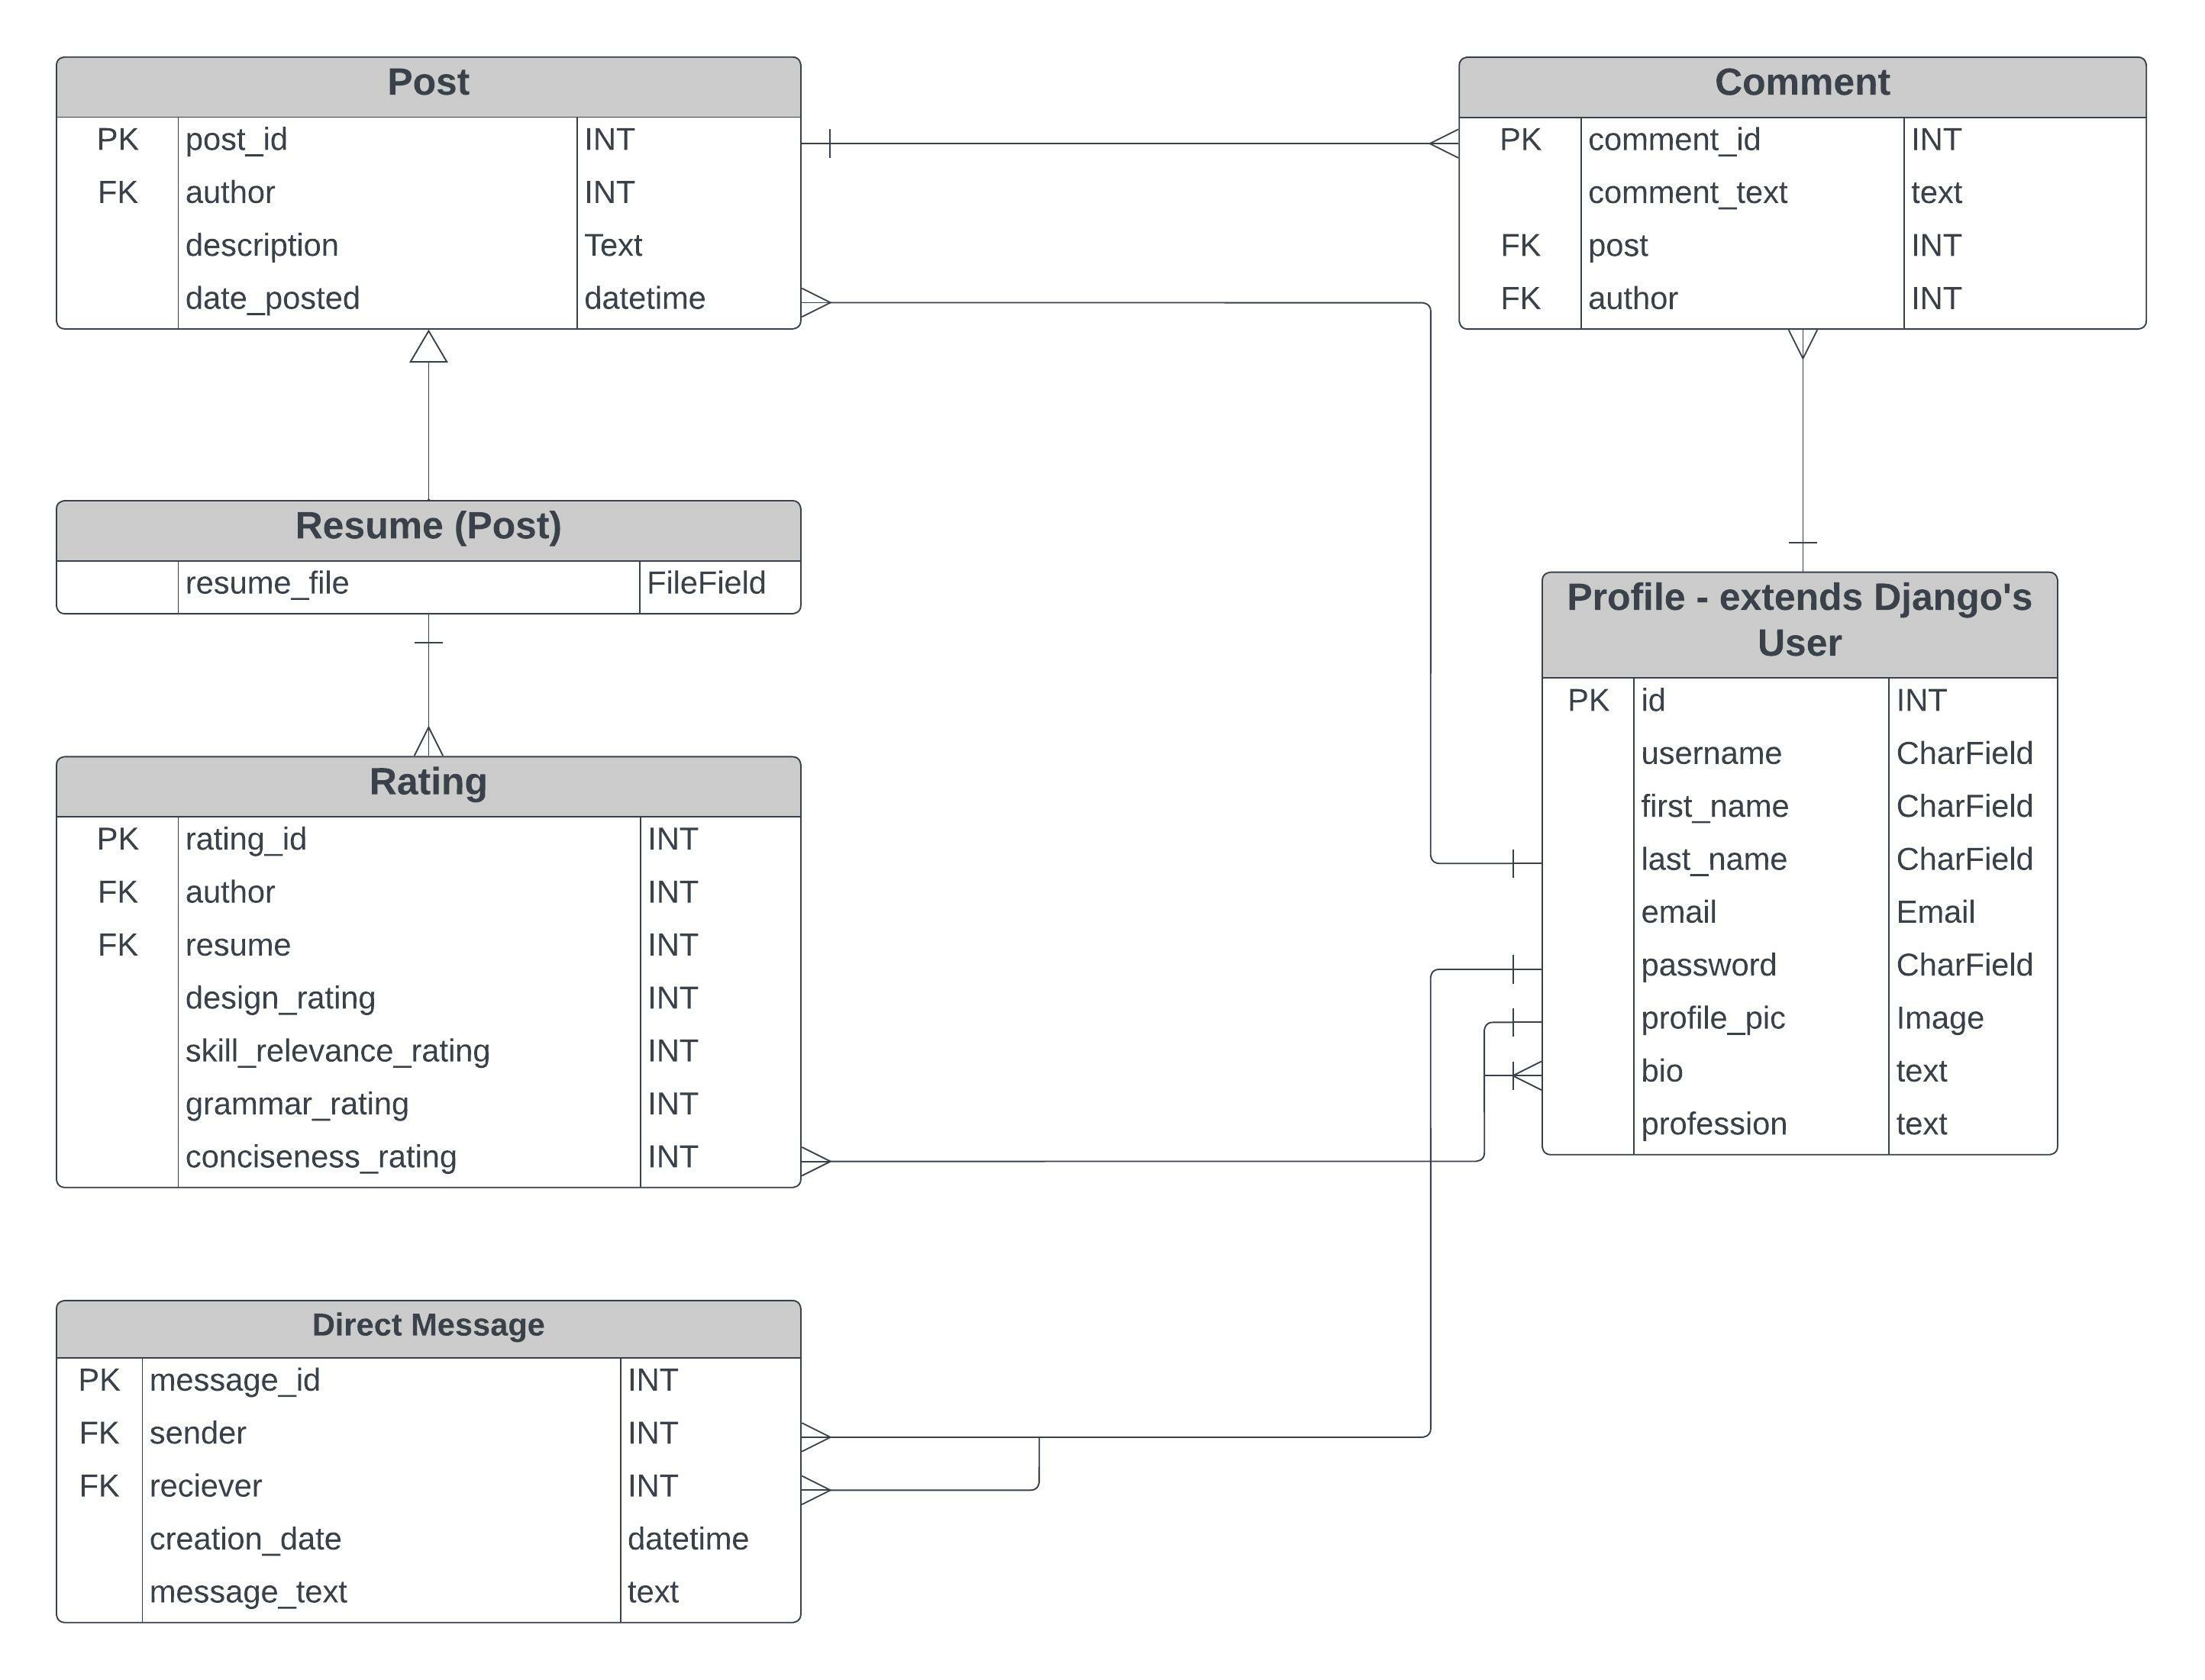 Post
PK post_id INT
FK author INT
description Text
date_posted datetime
Comment
PK comment_id INT
comment_text text
FK post INT
FK author INT
Resume (Post)
resume_file FileField
Profile - extends Django's
User
PK id INT
username CharField
first_name CharField
last_name CharField
email Email
password CharField
profile_pic Image
bio text
profession text
Rating
PK rating_id INT
FK author INT
FK resume INT
design_rating INT
skill_relevance_rating INT
grammar_rating INT
conciseness_rating INT
Direct Message
PK message_id INT
FK sender INT
FK reciever INT
creation_date datetime
message_text text